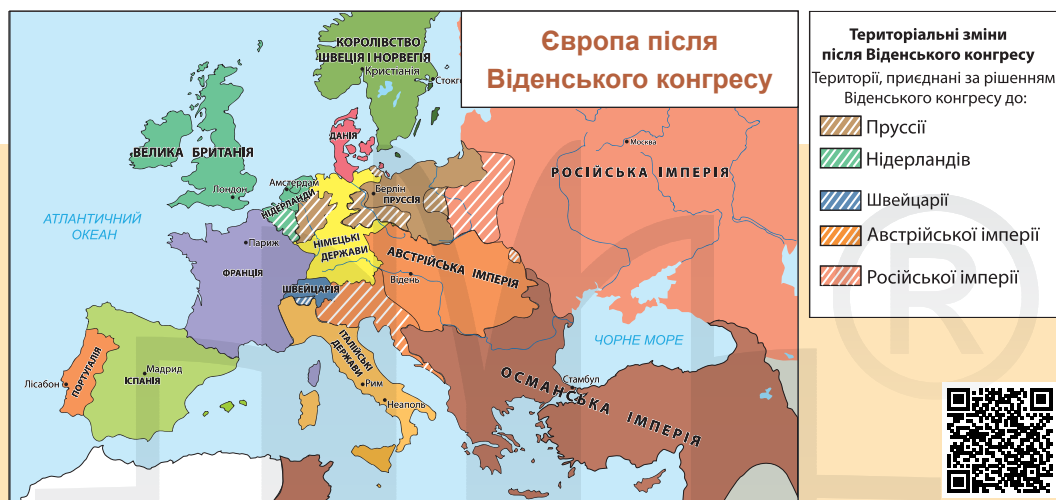 Європа після
Віденського конгресу
КОРОЛІВСТВО
ШВЕЦІЯ І НОРВЕГІЯ
Кристіанія
Стокг
ДАНІЯ
ВЕЛИКА БРИТАНІЯ
Лондон
Амстердам
НІДЕРЛАНДИ
Берлін
ПРУССІЯ
Москва
РОСІЙСЬКА ІМПЕРІЯ
АТЛАНТИЧНИЙ
ОКЕАН
Париж
ФРАНЦІЯ
НІМЕЦЬКІ
ДЕРЖАВИ
АВСТРІЙСЬКА ІМПЕРІЯ
Відень
ШВЕЙЦАРІЯ
ІТАЛІЙСЬКІ
ДЕРЖАВИ
ЧОРНЕ МОРЕ
ПОРТУГАЛІЯ
Лісабон
Мадрид
ІСПАНІЯ
Рим
Неаполь
Стамбул
ОСМАНСЬКА ІМПЕРІЯ
Територіальні зміни
після Віденського конгресу
Території, приєднані за рішенням
Віденського конгресу до:
Пруссії
Нідерландів
Швейцарії
Австрійської імперії
Російської імперії
®